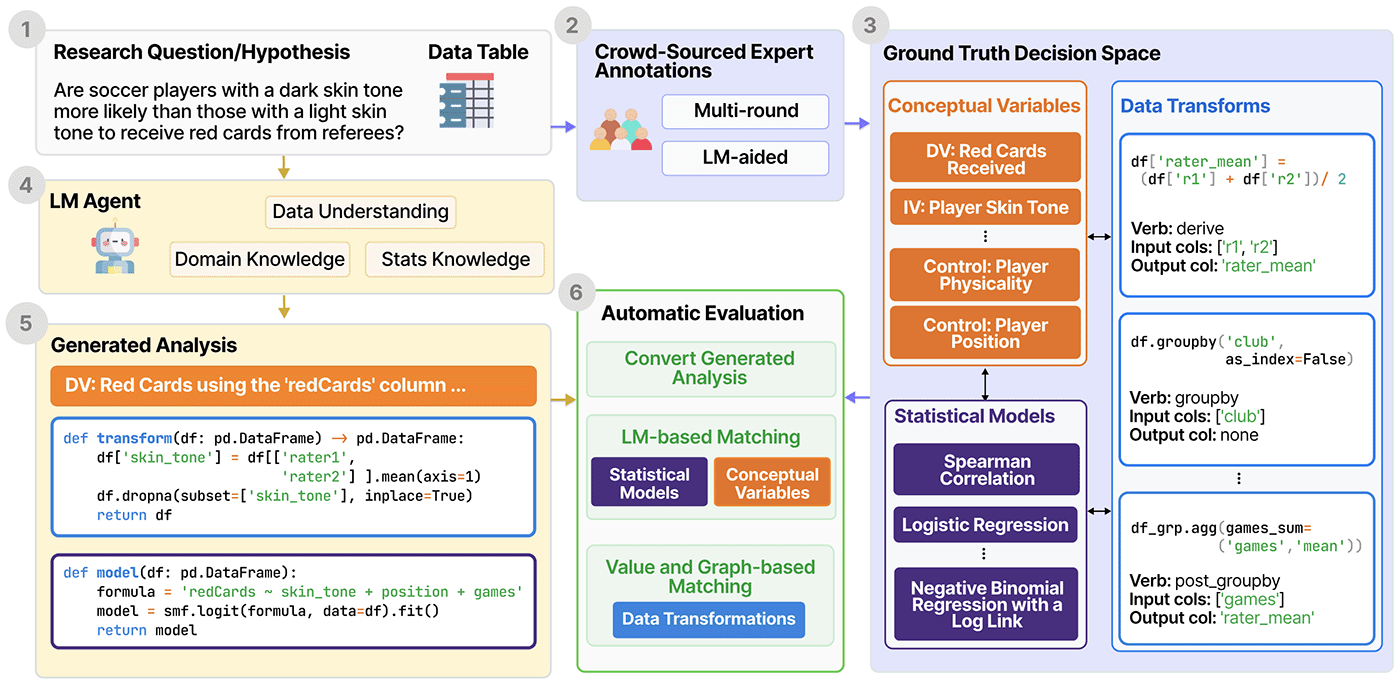 1
Research Question/Hypothesis
Data Table
Are soccer players with a dark skin tone
more likely than those with a light skin
tone to receive red cards from referees?
2
Crowd-Sourced Expert
Annotations
Multi-round
LM-aided
3
Ground Truth Decision Space
Conceptual Variables
DV: Red Cards
Received
IV: Player Skin Tone
⋮
Control: Player
Physicality
Control: Player
Position
Statistical Models
Spearman
Correlation
Logistic Regression
⋮
Negative Binomial
Regression with a
Log Link
Data Transforms
df['rater_mean'] =
(df['r1'] + df['r2'])/ 2
Verb: derive
Input cols: ['r1', 'r2']
Output col: 'rater_mean'
df.groupby('club',
as_index=False)
Verb: groupby
Input cols: ['club']
Output col: none
⋮
df_grp.agg(games_sum=
('games','mean'))
Verb: post_groupby
Input cols: ['games']
Output col: 'rater_mean'
4
LM Agent
Data Understanding
Domain Knowledge
Stats Knowledge
5
Generated Analysis
DV: Red Cards using the 'redCards' column ...
def transform(df: pd.DataFrame) → pd.DataFrame:
df['skin_tone'] = df[['rater1',
'rater2'] ].mean(axis=1)
df.dropna(subset=['skin_tone'], inplace=True)
return df
def model(df: pd.DataFrame):
formula = 'redCards ~ skin_tone + position + games'
model = smf.logit(formula, data=df).fit()
return model
6
Automatic Evaluation
Convert Generated
Analysis
LM-based Matching
Statistical
Models
Conceptual
Variables
Value and Graph-based
Matching
Data Transformations